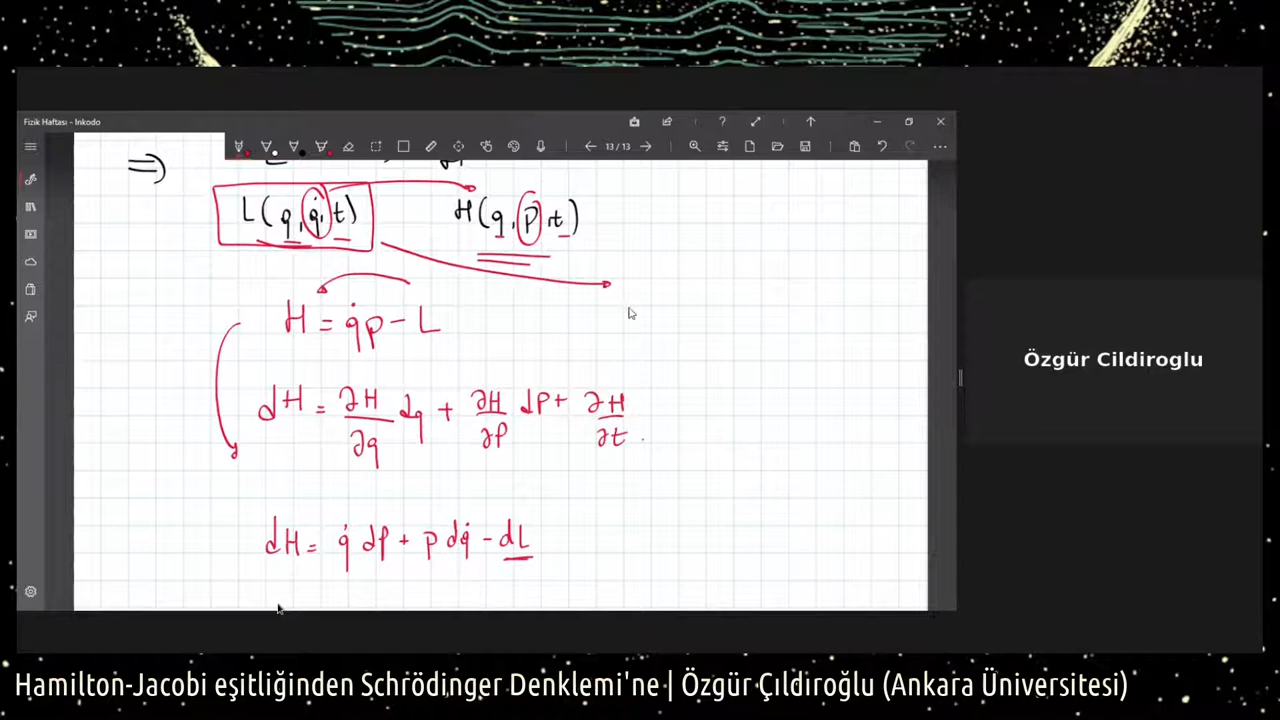 Fizik Haftası - Inkodo
13 / 13
⇒
L(q, q̇, t) H(q, p, t)
H = q̇p - L
dH = ∂H/∂q dq + ∂H/∂p dp + ∂H/∂t
dH = q̇ dp + p dq̇ - dL
Özgür Cildiroglu
Hamilton-Jacobi eşitliğinden Schrödinger Denklemi'ne | Özgür Çıldıroğlu (Ankara Üniversitesi)